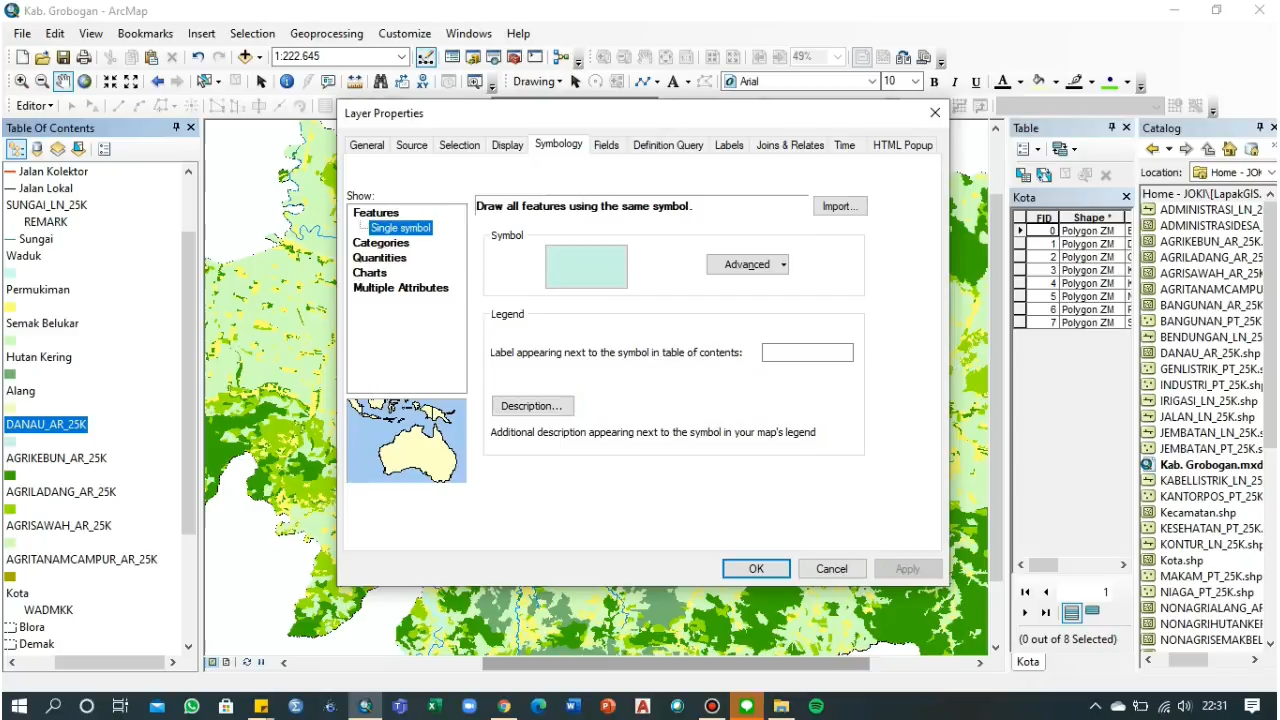 Kab. Grobogan - ArcMap
File Edit View Bookmarks Insert Selection Geoprocessing Customize Windows Help
1:222.645
49%
Drawing
Arial
10
B I U A
Editor
Table Of Contents
Jalan Kolektor
Jalan Lokal
SUNGAI_LN_25K
REMARK
Sungai
Waduk
Permukiman
Semak Belukar
Hutan Kering
Alang
DANAU_AR_25K
AGRIKEBUN_AR_25K
AGRILADANG_AR_25K
AGRISAWAH_AR_25K
AGRITANAMCAMPUR_AR_25K
Kota
WADMKK
Blora
Demak
Layer Properties
General Source Selection Display Symbology Fields Definition Query Labels Joins & Relates Time HTML Popup
Show:
Features
Single symbol
Categories
Quantities
Charts
Multiple Attributes
Draw all features using the same symbol.
Import...
Symbol
Advanced
Legend
Label appearing next to the symbol in table of contents:
Description...
Additional description appearing next to the symbol in your map's legend
OK Cancel Apply
Table
Kota
FID Shape *
0 Polygon ZM
1 Polygon ZM
2 Polygon ZM
3 Polygon ZM
4 Polygon ZM
5 Polygon ZM
6 Polygon ZM
7 Polygon ZM
1
(0 out of 8 Selected)
Kota
Catalog
Location: Home - JOKI\
Home - JOKI\[LapakGIS.
ADMINISTRASI_LN_2
ADMINISTRASIDESA_
AGRIKEBUN_AR_25K.
AGRILADANG_AR_25
AGRISAWAH_AR_25K
AGRITANAMCAMPUR
BANGUNAN_AR_25K
BANGUNAN_PT_25K.
BENDUNGAN_LN_25
DANAU_AR_25K.shp
GENLISTRIK_PT_25K.
INDUSTRI_PT_25K.sh
IRIGASI_LN_25K.shp
JALAN_LN_25K.shp
JEMBATAN_LN_25K.
JEMBATAN_PT_25K.s
Kab. Grobogan.mxd
KABELLISTRIK_LN_25
KANTORPOS_PT_25K
Kecamatan.shp
KESEHATAN_PT_25K.
KONTUR_LN_25K.sh
Kota.shp
MAKAM_PT_25K.shp
NIAGA_PT_25K.shp
NONAGRIALANG_AR
NONAGRIHUTANKER
NONAGRISEMAKBEL
22:31